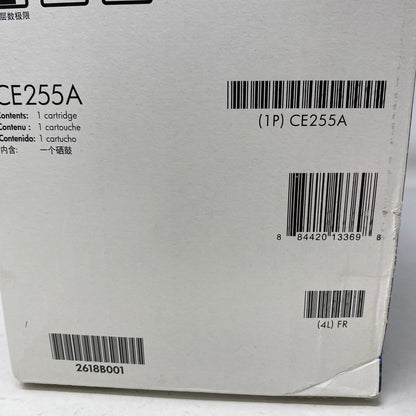 层数极限
CE255A
Contents: 1 cartridge
Contenu : 1 cartouche
Contenido: 1 cartucho
内含: 一个硒鼓
(1P) CE255A
8 84420 13369 8
(4L) FR
2618B001